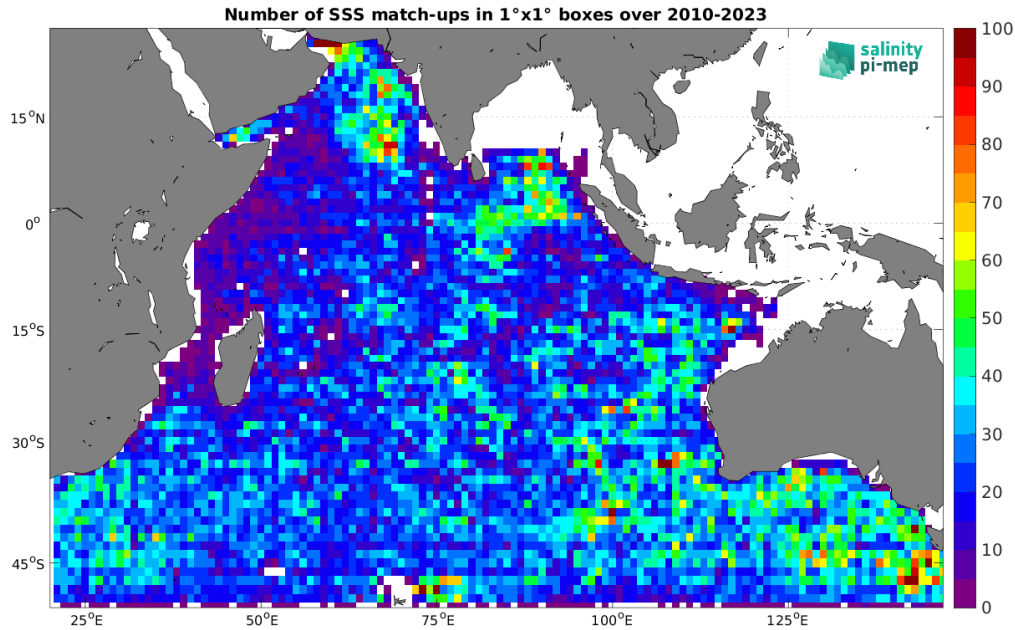 Number of SSS match-ups in 1°x1° boxes over 2010-2023
salinity
pi-mep
15°N
0°
15°S
30°S
45°S
25°E
50°E
75°E
100°E
125°E
100
90
80
70
60
50
40
30
20
10
0